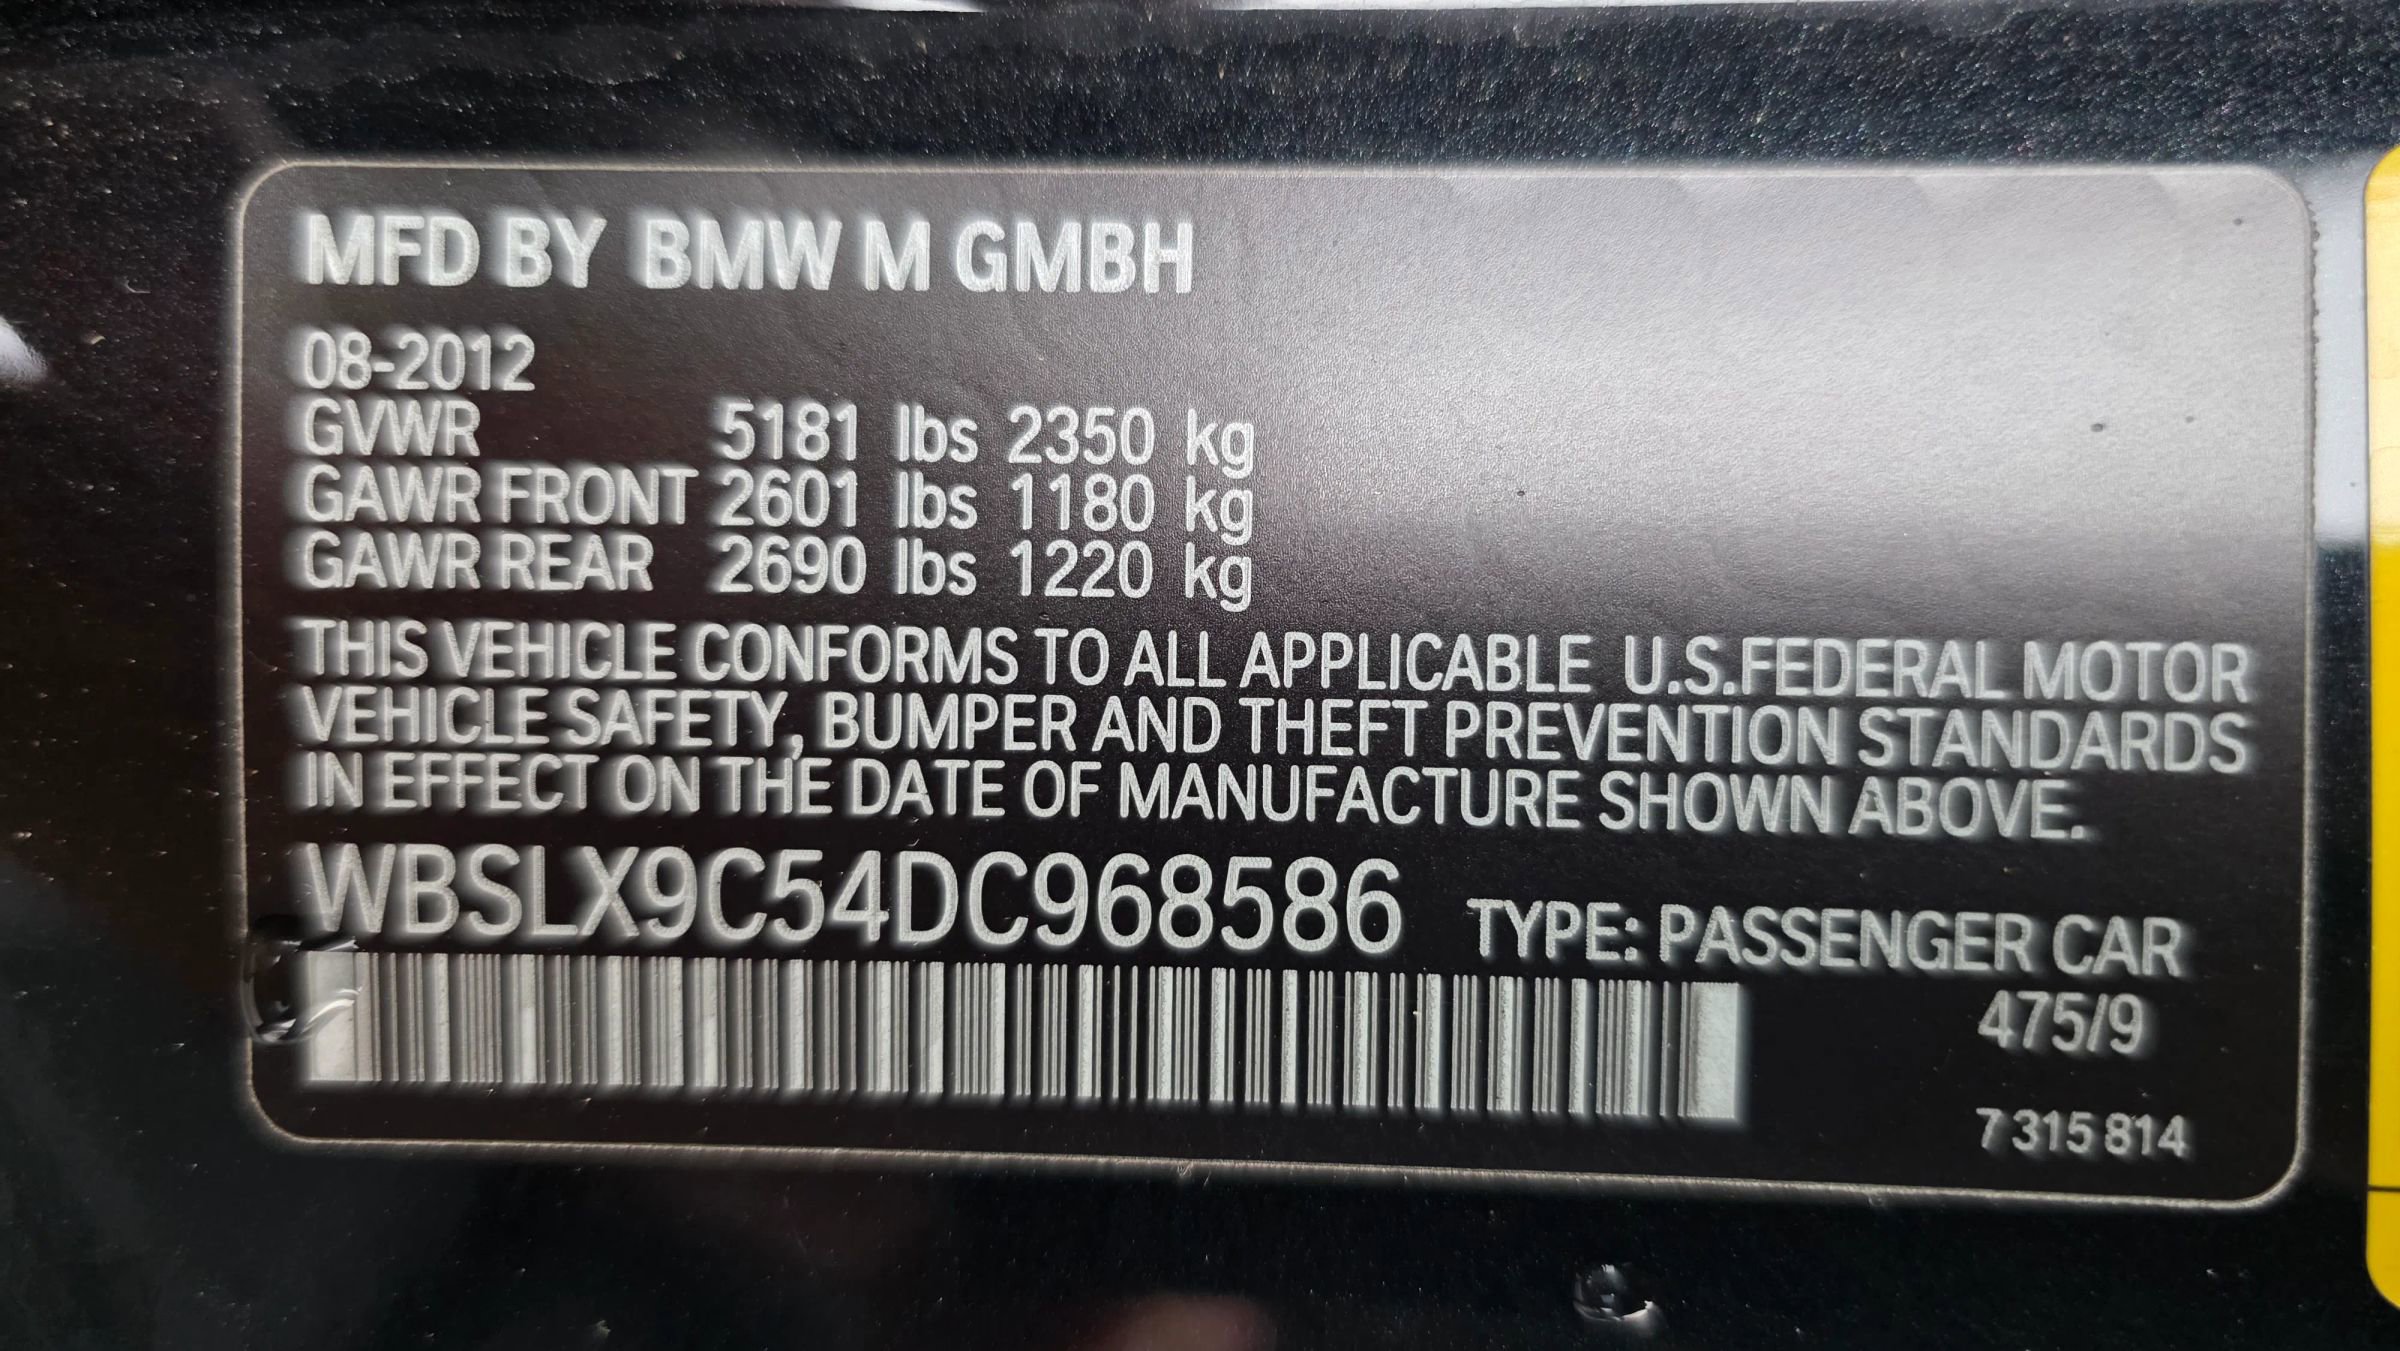 MFD BY BMW M GMBH
08-2012
GVWR 5181 lbs 2350 kg
GAWR FRONT 2601 lbs 1180 kg
GAWR REAR 2690 lbs 1220 kg
THIS VEHICLE CONFORMS TO ALL APPLICABLE U.S.FEDERAL MOTOR
VEHICLE SAFETY, BUMPER AND THEFT PREVENTION STANDARDS
IN EFFECT ON THE DATE OF MANUFACTURE SHOWN ABOVE.
WBSLX9C54DC968586 TYPE: PASSENGER CAR
475/9
7 315 814